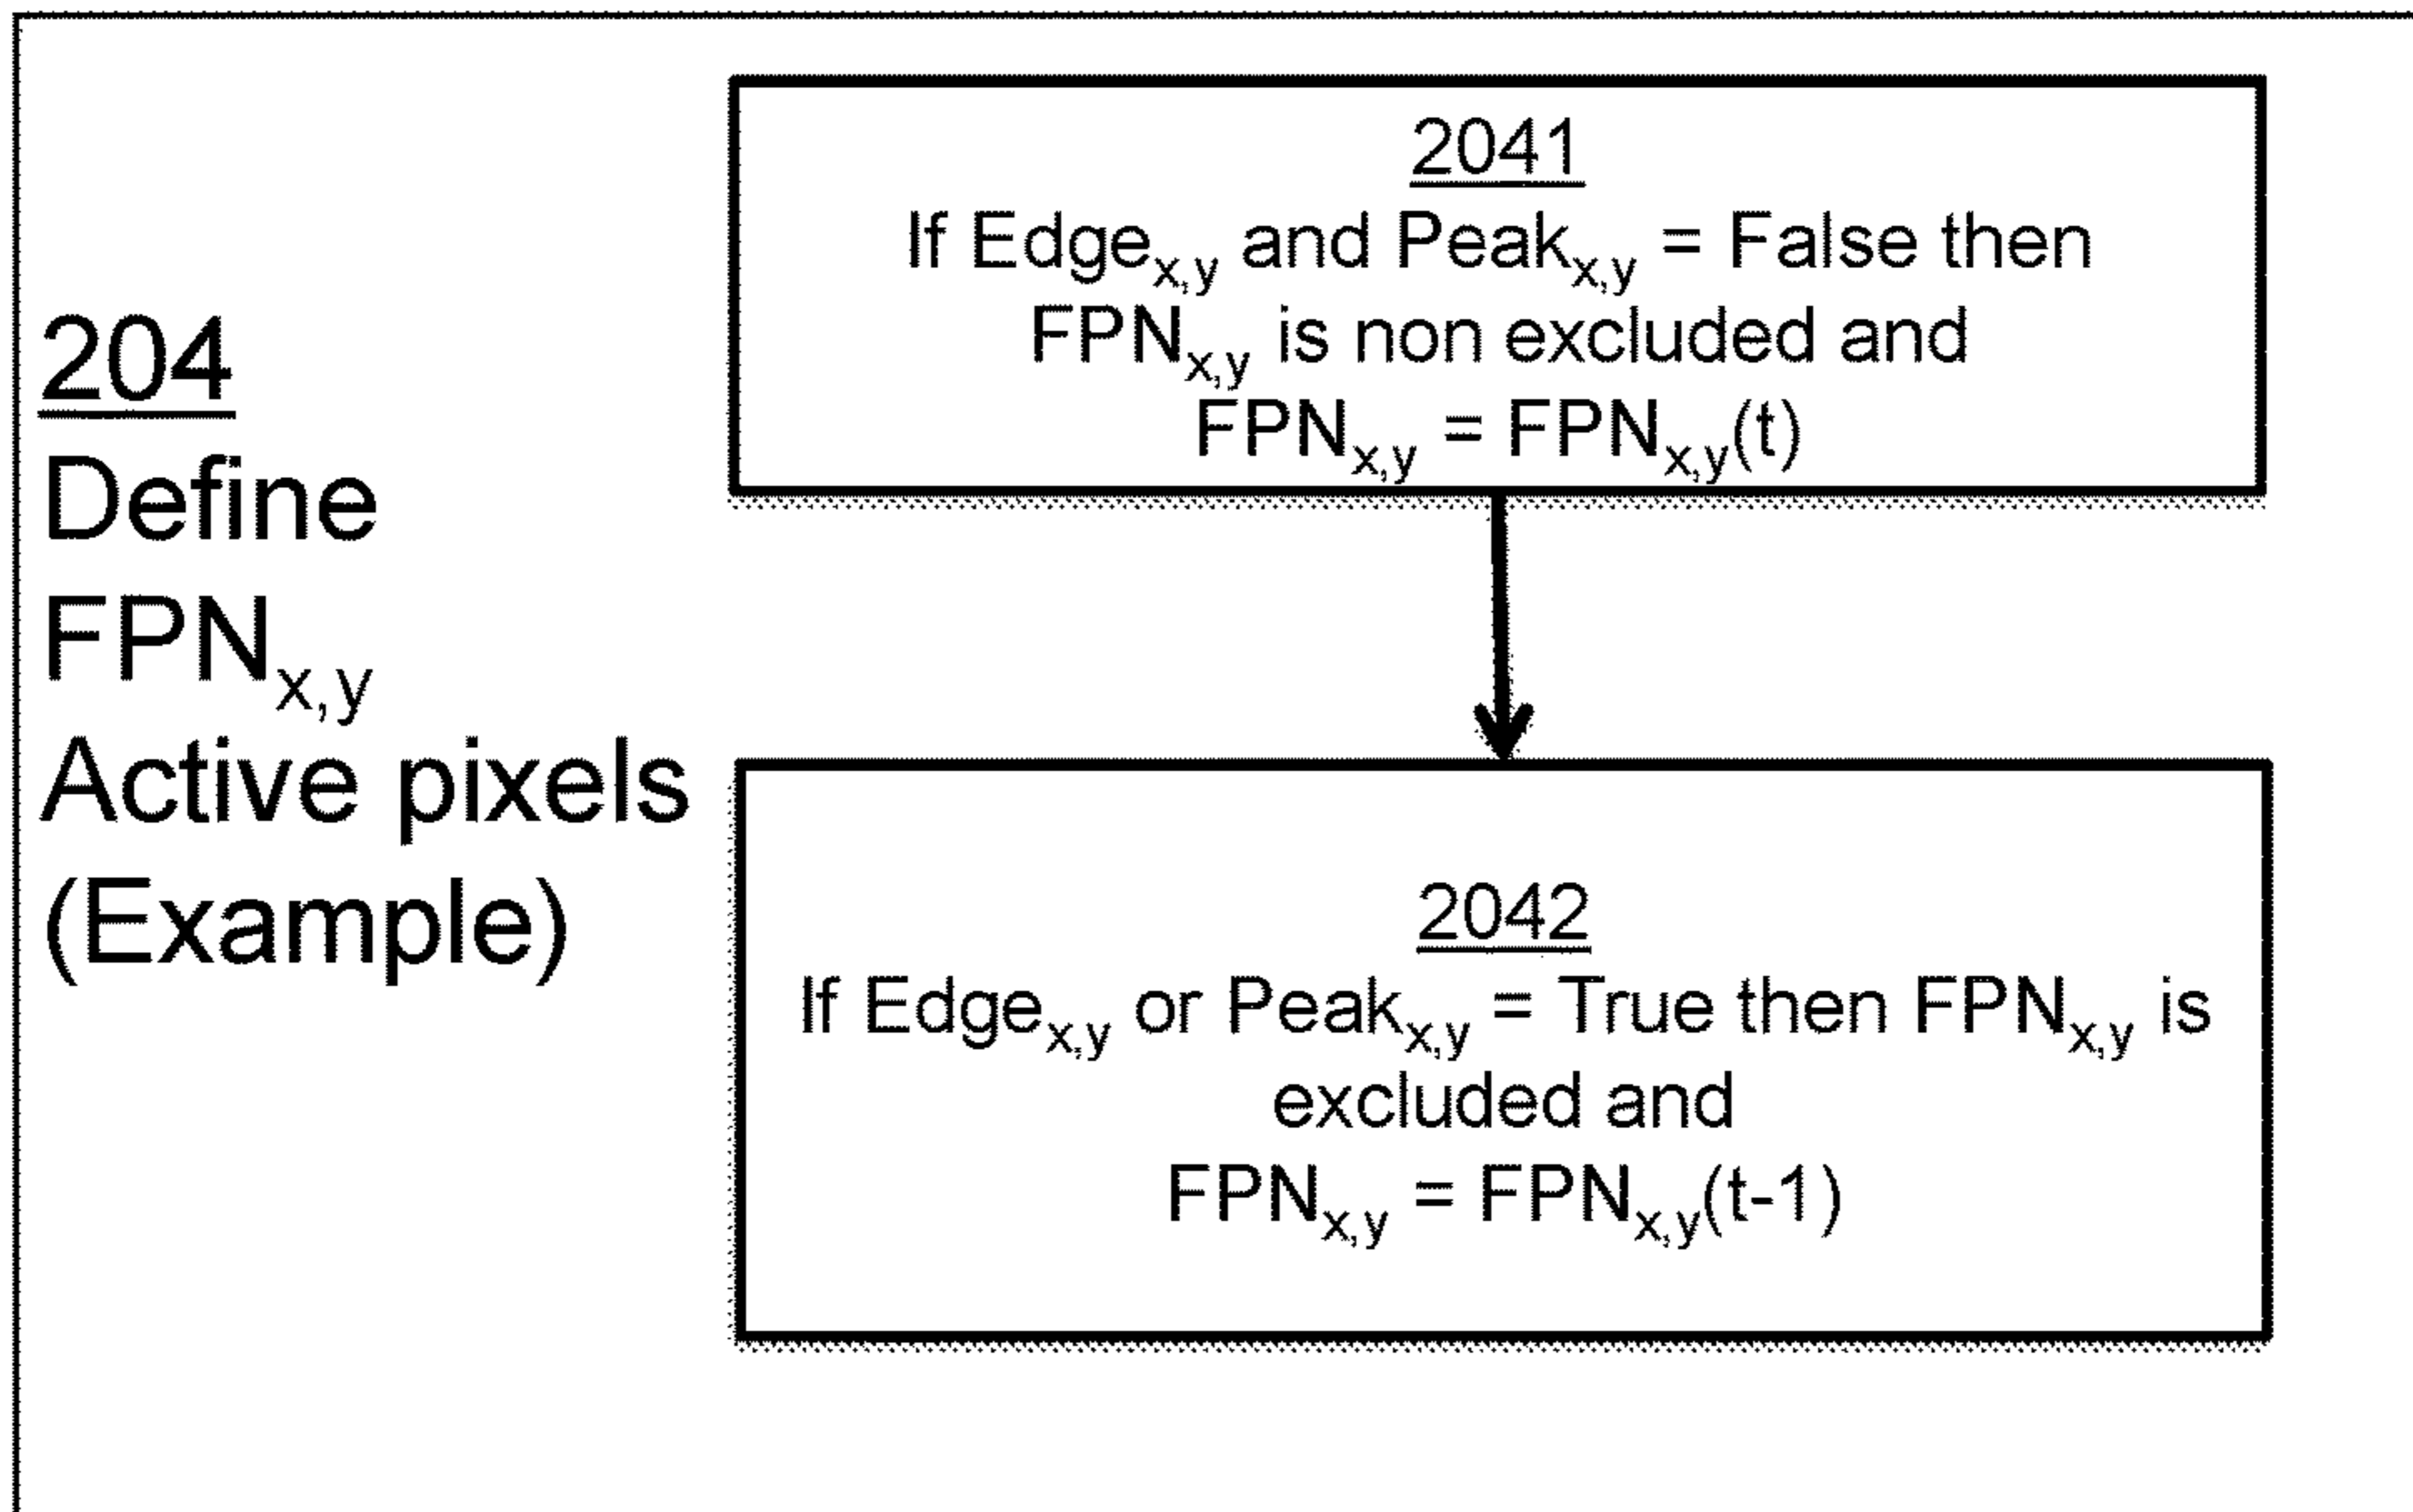 204
Define
FPNx,y
Active pixels
(Example)
2041
If Edgex,y and Peakx,y = False then
FPNx,y is non excluded and
FPNx,y = FPNx,y(t)
2042
If Edgex,y or Peakx,y = True then FPNx,y is
excluded and
FPNx,y = FPNx,y(t-1)